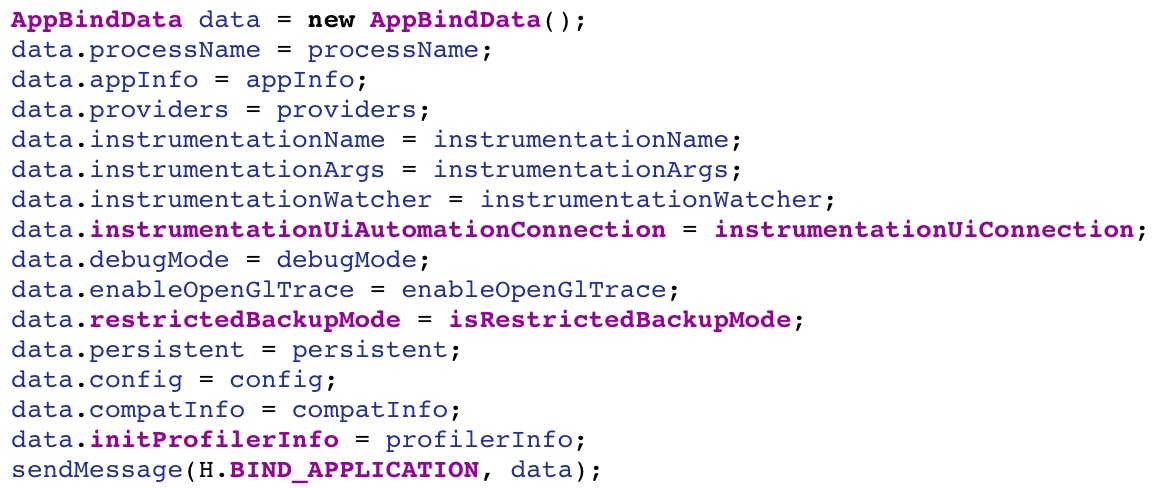 AppBindData data = new AppBindData();
data.processName = processName;
data.appInfo = appInfo;
data.providers = providers;
data.instrumentationName = instrumentationName;
data.instrumentationArgs = instrumentationArgs;
data.instrumentationWatcher = instrumentationWatcher;
data.instrumentationUiAutomationConnection = instrumentationUiConnection;
data.debugMode = debugMode;
data.enableOpenGlTrace = enableOpenGlTrace;
data.restrictedBackupMode = isRestrictedBackupMode;
data.persistent = persistent;
data.config = config;
data.compatInfo = compatInfo;
data.initProfilerInfo = profilerInfo;
sendMessage(H.BIND_APPLICATION, data);